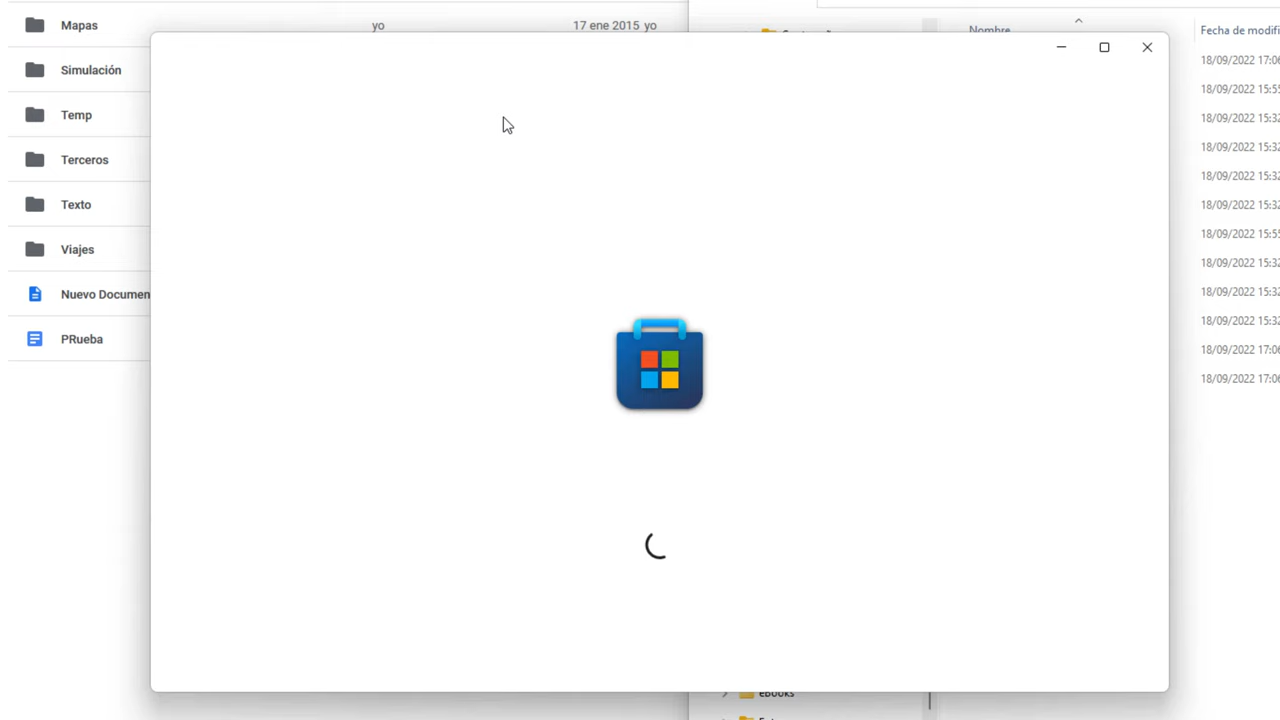 Mapas yo 17 ene 2015 yo
Simulación
Temp
Terceros
Texto
Viajes
Nuevo Documen
PRueba
Nombre
Fecha de modifi
18/09/2022 17:06
18/09/2022 15:55
18/09/2022 15:32
18/09/2022 15:32
18/09/2022 15:32
18/09/2022 15:32
18/09/2022 15:55
18/09/2022 15:32
18/09/2022 15:32
18/09/2022 15:32
18/09/2022 17:06
18/09/2022 17:06
eBooks